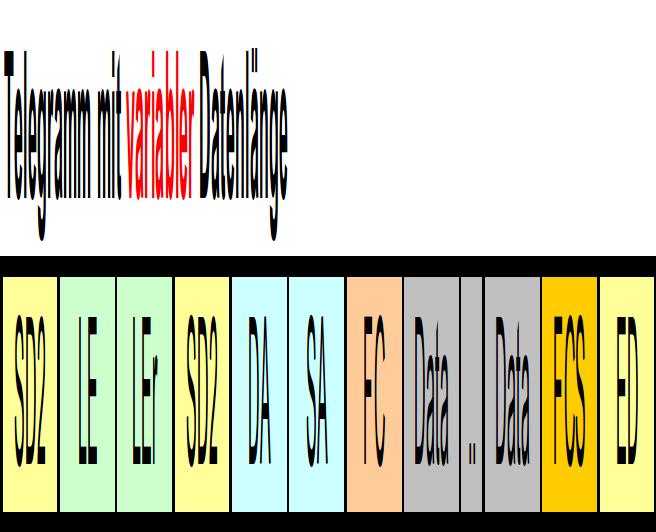 Telegramm mit variabler Datenlänge
SD2 LE LEr SD2 DA SA FC Data .. Data FCS ED